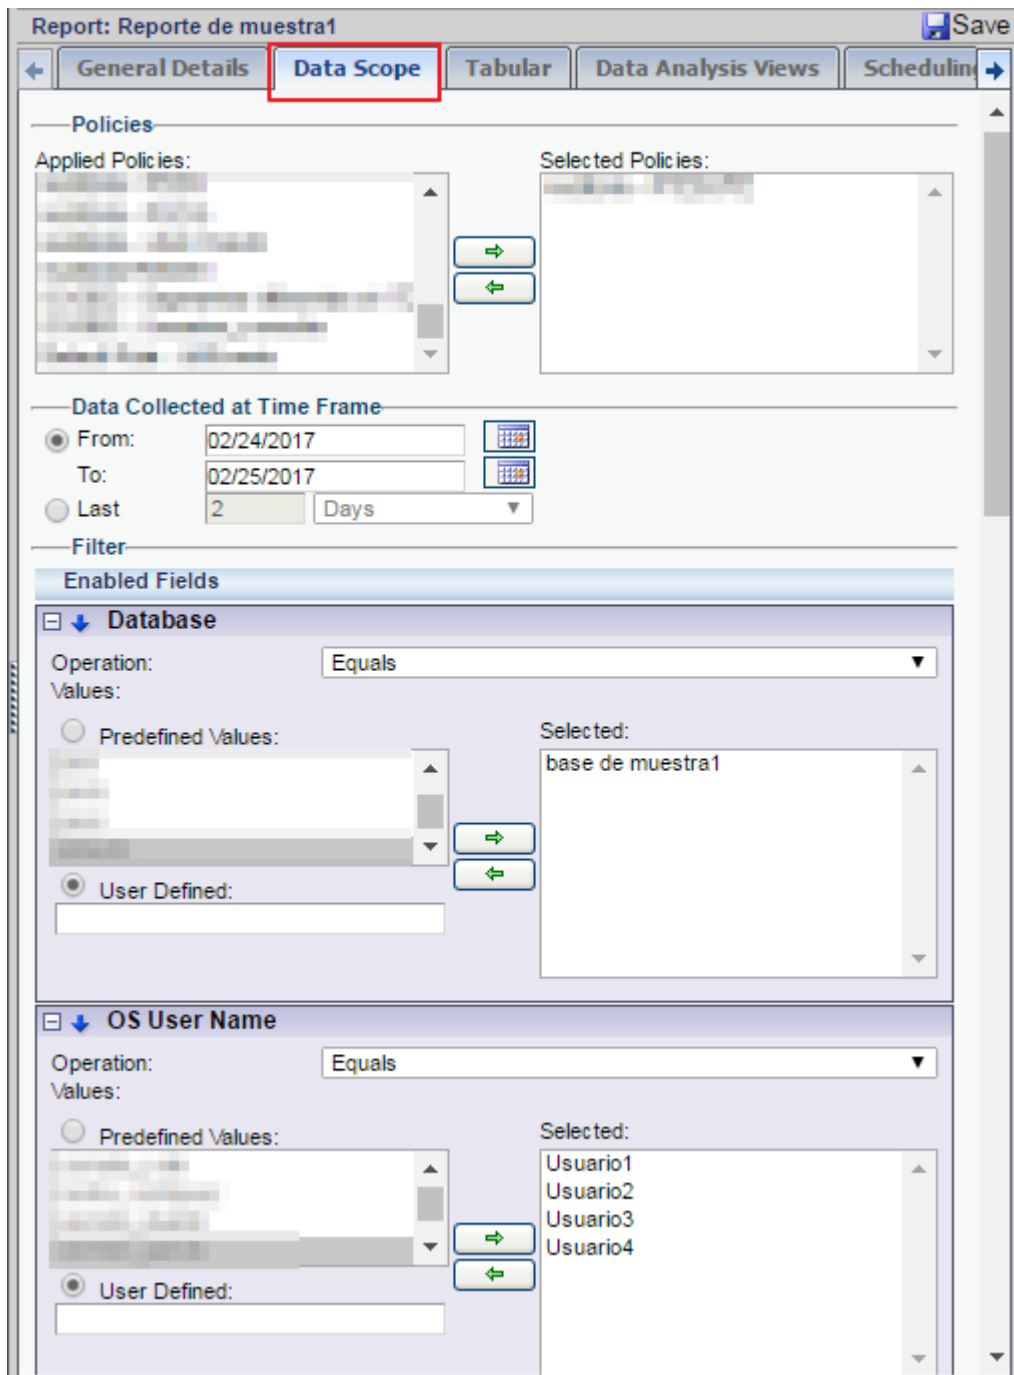 Report: Reporte de muestra1 Save
General Details Data Scope Tabular Data Analysis Views Scheduling
Policies
Applied Policies: Selected Policies:
Data Collected at Time Frame
From: 02/24/2017
To: 02/25/2017
Last 2 Days
Filter
Enabled Fields
Database
Operation: Equals
Values:
Predefined Values: Selected:
base de muestra1
User Defined:
OS User Name
Operation: Equals
Values:
Predefined Values: Selected:
Usuario1
Usuario2
Usuario3
Usuario4
User Defined: